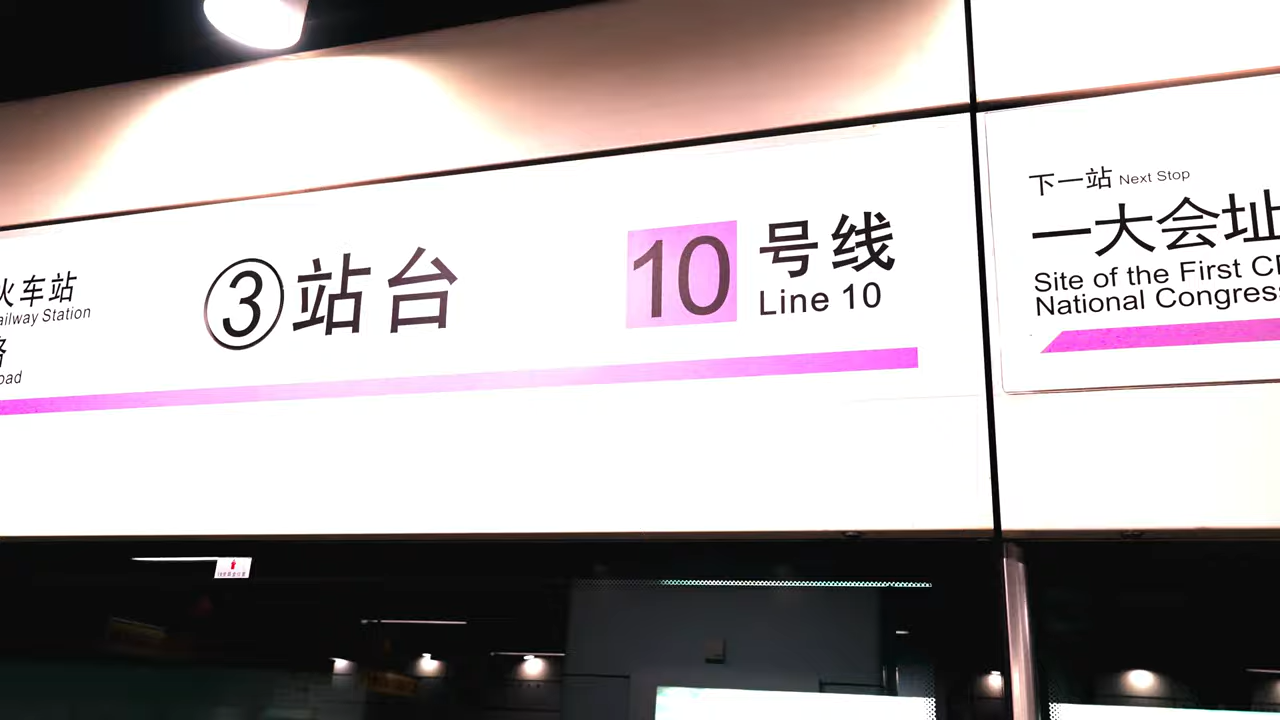 火车站
ailway Station
路
oad
③站台
10 号线
Line 10
下一站 Next Stop
一大会址
Site of the First C
National Congres